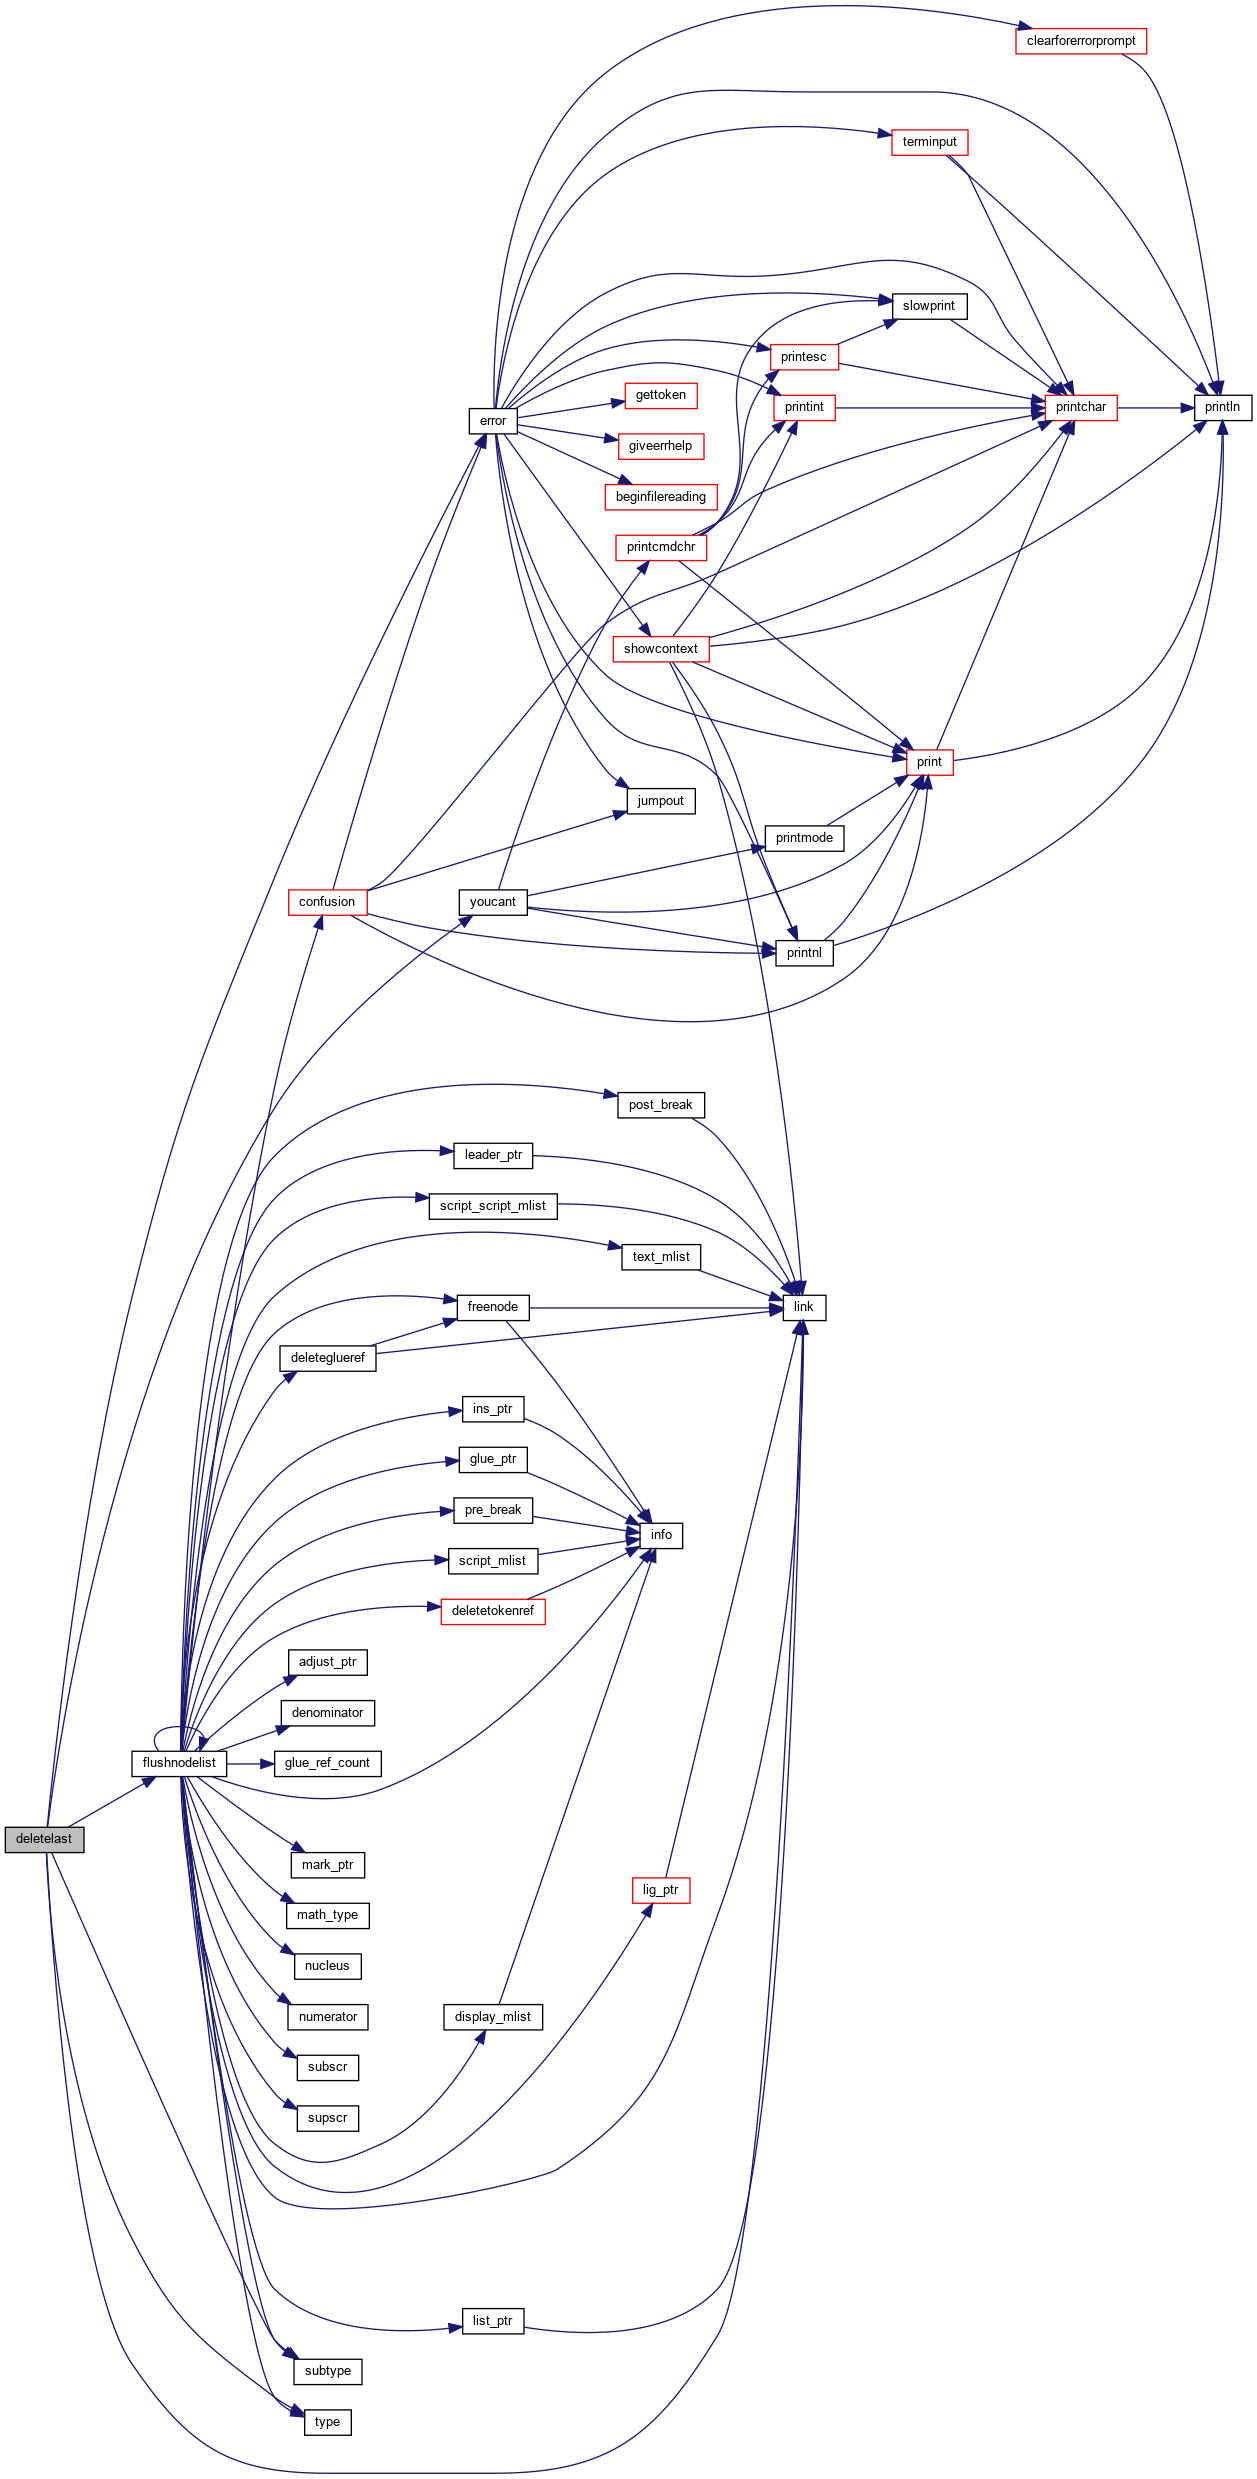 clearforerrorprompt
terminput
slowprint
printesc
gettoken
printint
printchar
println
error
giveerrhelp
beginfilereading
printcmdchr
showcontext
print
jumpout
printmode
confusion
youcant
printnl
post_break
leader_ptr
script_script_mlist
text_mlist
freenode
link
deleteglueref
ins_ptr
glue_ptr
pre_break
info
script_mlist
deletetokenref
adjust_ptr
denominator
flushnodelist
glue_ref_count
deletelast
mark_ptr
lig_ptr
math_type
nucleus
numerator
display_mlist
subscr
supscr
list_ptr
subtype
type